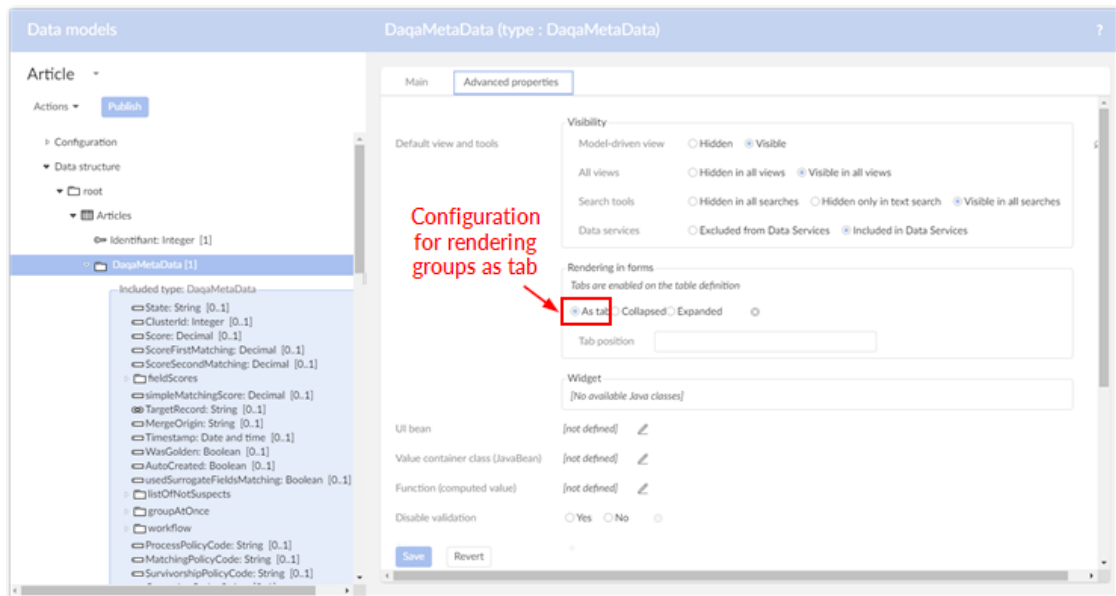 Data models
DaqaMetaData (type : DaqaMetaData)
?
Article
Actions
Publish
Configuration
Data structure
root
Articles
Identifiant: Integer [1]
DaqaMetaData [1]
Included type: DaqaMetaData
State: String [0..1]
ClusterId: Integer [0..1]
Score: Decimal [0..1]
ScoreFirstMatching: Decimal [0..1]
ScoreSecondMatching: Decimal [0..1]
fieldScores
simpleMatchingScore: Decimal [0..1]
TargetRecord: String [0..1]
MergeOrigin: String [0..1]
Timestamp: Date and time [0..1]
WasGolden: Boolean [0..1]
AutoCreated: Boolean [0..1]
usedSurrogateFieldsMatching: Boolean [0..1]
listOfNotSuspects
groupAtOnce
workflow
ProcessPolicyCode: String [0..1]
MatchingPolicyCode: String [0..1]
SurvivorshipPolicyCode: String [0..1]
Main
Advanced properties
Default view and tools
Visibility
Model-driven view Hidden Visible
All views Hidden in all views Visible in all views
Search tools Hidden in all searches Hidden only in text search Visible in all searches
Data services Excluded from Data Services Included in Data Services
Configuration
for rendering
groups as tab
Rendering in forms
Tabs are enabled on the table definition
As tab Collapsed Expanded
Tab position
Widget
[No available Java classes]
UI bean [not defined]
Value container class (JavaBean) [not defined]
Function (computed value) [not defined]
Disable validation Yes No
Save Revert